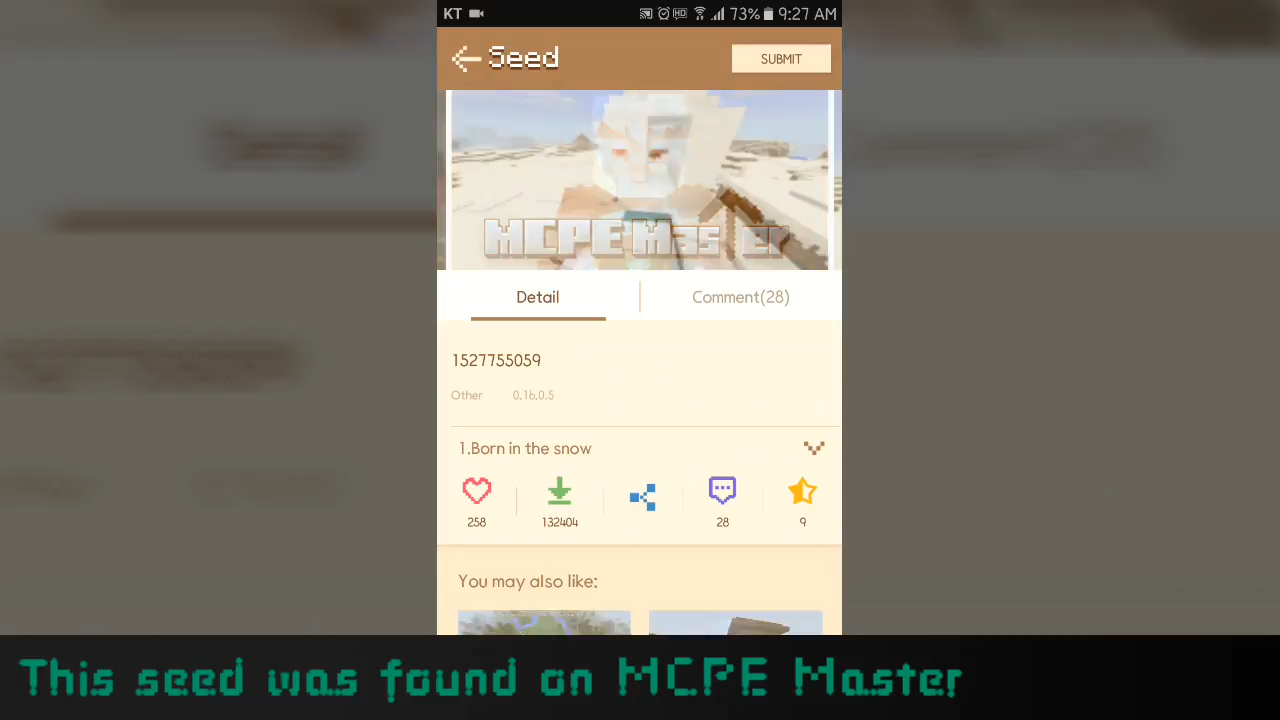 KT 73% 9:27 AM
Seed
SUBMIT
MCPE Master
Detail
Comment(28)
1527755059
Other 0.16.0.5
1.Born in the snow
258 132404 28 9
You may also like:
This seed was found on MCPE Master